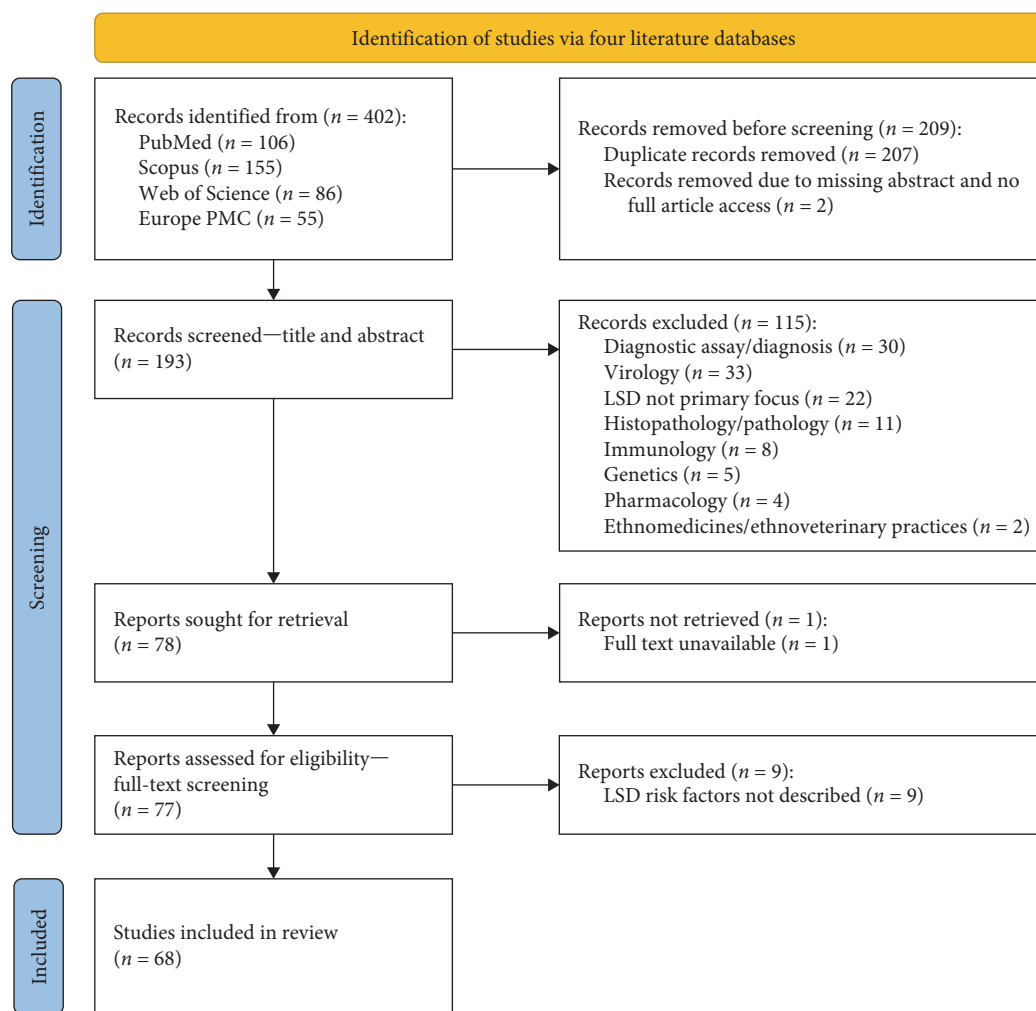 Identification of studies via four literature databases
Identification
Records identified from (n = 402):
PubMed (n = 106)
Scopus (n = 155)
Web of Science (n = 86)
Europe PMC (n = 55)
Records removed before screening (n = 209):
Duplicate records removed (n = 207)
Records removed due to missing abstract and no
full article access (n = 2)
Screening
Records screened—title and abstract
(n = 193)
Records excluded (n = 115):
Diagnostic assay/diagnosis (n = 30)
Virology (n = 33)
LSD not primary focus (n = 22)
Histopathology/pathology (n = 11)
Immunology (n = 8)
Genetics (n = 5)
Pharmacology (n = 4)
Ethnomedicines/ethnoveterinary practices (n = 2)
Reports sought for retrieval
(n = 78)
Reports not retrieved (n = 1):
Full text unavailable (n = 1)
Reports assessed for eligibility—
full-text screening
(n = 77)
Reports excluded (n = 9):
LSD risk factors not described (n = 9)
Included
Studies included in review
(n = 68)